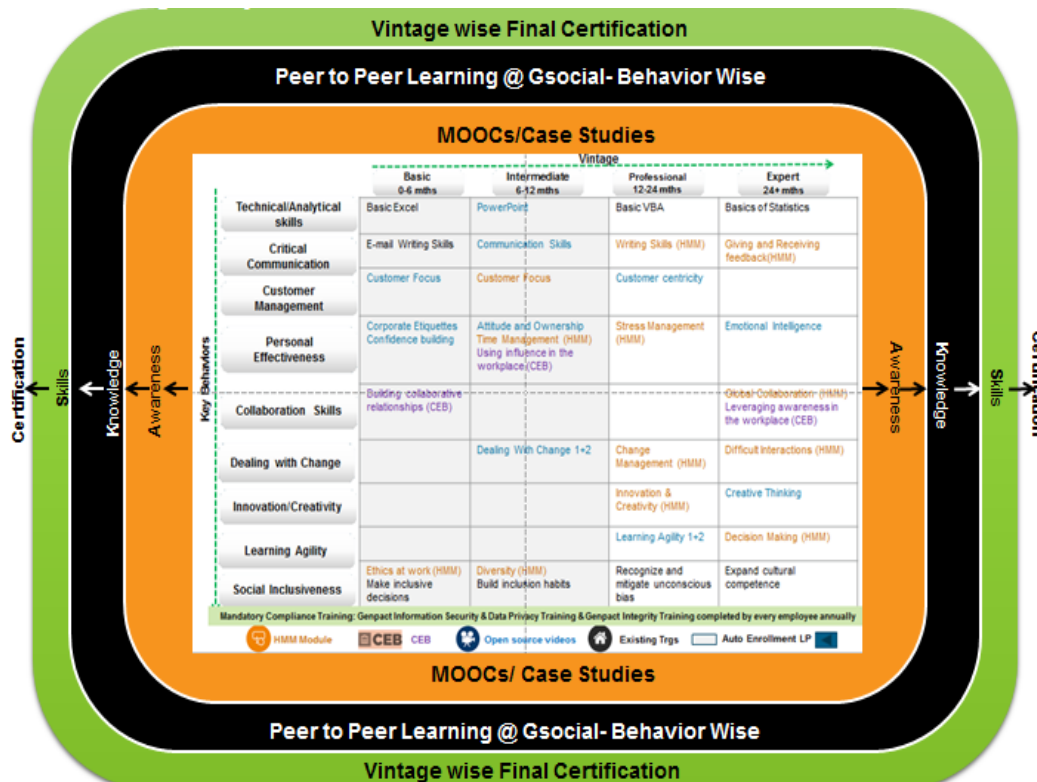 Vintage wise Final Certification
Peer to Peer Learning @ Gsocial- Behavior Wise
MOOCs/Case Studies
Vintage
Basic
0-6 mths
Intermediate
6-12 mths
Professional
12-24 mths
Expert
24+ mths
Technical/Analytical
skills
Basic Excel
PowerPoint
Basic VBA
Basics of Statistics
Critical
Communication
E-mail Writing Skills
Communication Skills
Writing Skills (HMM)
Giving and Receiving
feedback(HMM)
Customer
Management
Customer Focus
Customer Focus
Customer centricity
Personal
Effectiveness
Corporate Etiquettes
Confidence building
Attitude and Ownership
Time Management (HMM)
Using influence in the
workplace (CEB)
Stress Management
(HMM)
Emotional Intelligence
Collaboration Skills
Building collaborative
relationships (CEB)
Global Collaboration (HMM)
Leveraging awareness in
the workplace (CEB)
Dealing with Change
Dealing With Change 1+2
Change
Management (HMM)
Difficult Interactions (HMM)
Innovation/Creativity
Innovation &
Creativity (HMM)
Creative Thinking
Learning Agility
Learning Agility 1+2
Decision Making (HMM)
Social Inclusiveness
Ethics at work (HMM)
Make inclusive
decisions
Diversity (HMM)
Build inclusion habits
Recognize and
mitigate unconscious
bias
Expand cultural
competence
Mandatory Compliance Training: Genpact Information Security & Data Privacy Training & Genpact Integrity Training completed by every employee annually
HMM Module
CEB
CEB
Open source videos
Existing Trgs
Auto Enrollment LP
Key Behaviors
Certification
Skills
Knowledge
Awareness
Awareness
Knowledge
Skills
MOOCs/ Case Studies
Peer to Peer Learning @ Gsocial- Behavior Wise
Vintage wise Final Certification